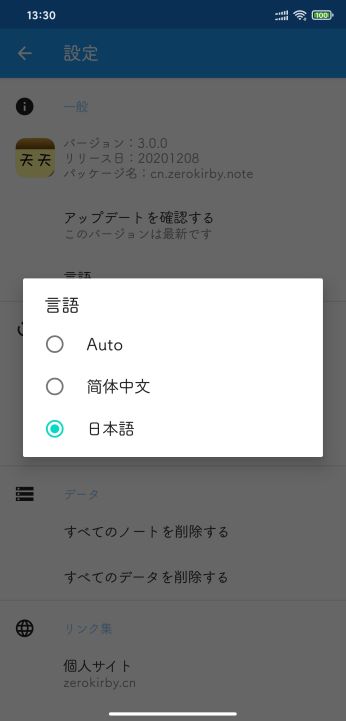 13:30
100
設定
一般
天天
バージョン：3.0.0
リリース日：20201208
パッケージ名：cn.zerokirby.note
アップデートを確認する
このバージョンは最新です
言語
言語
Auto
简体中文
日本語
データ
すべてのノートを削除する
すべてのデータを削除する
リンク集
個人サイト
zerokirby.cn